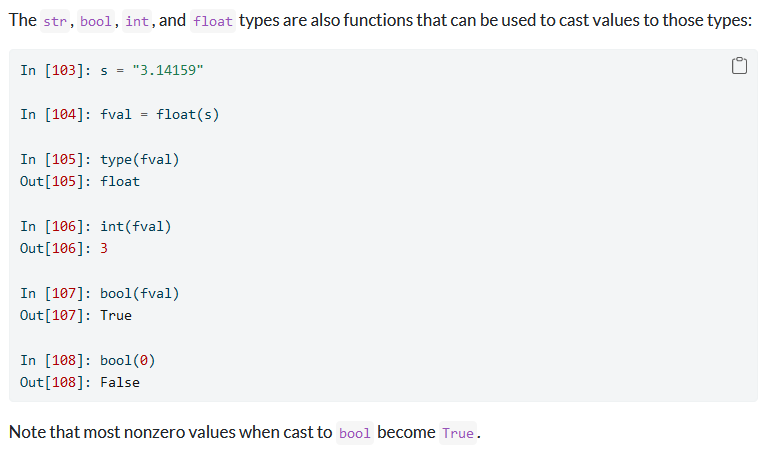 The str, bool, int, and float types are also functions that can be used to cast values to those types:
In [103]: s = "3.14159"
In [104]: fval = float(s)
In [105]: type(fval)
Out[105]: float
In [106]: int(fval)
Out[106]: 3
In [107]: bool(fval)
Out[107]: True
In [108]: bool(0)
Out[108]: False
Note that most nonzero values when cast to bool become True.